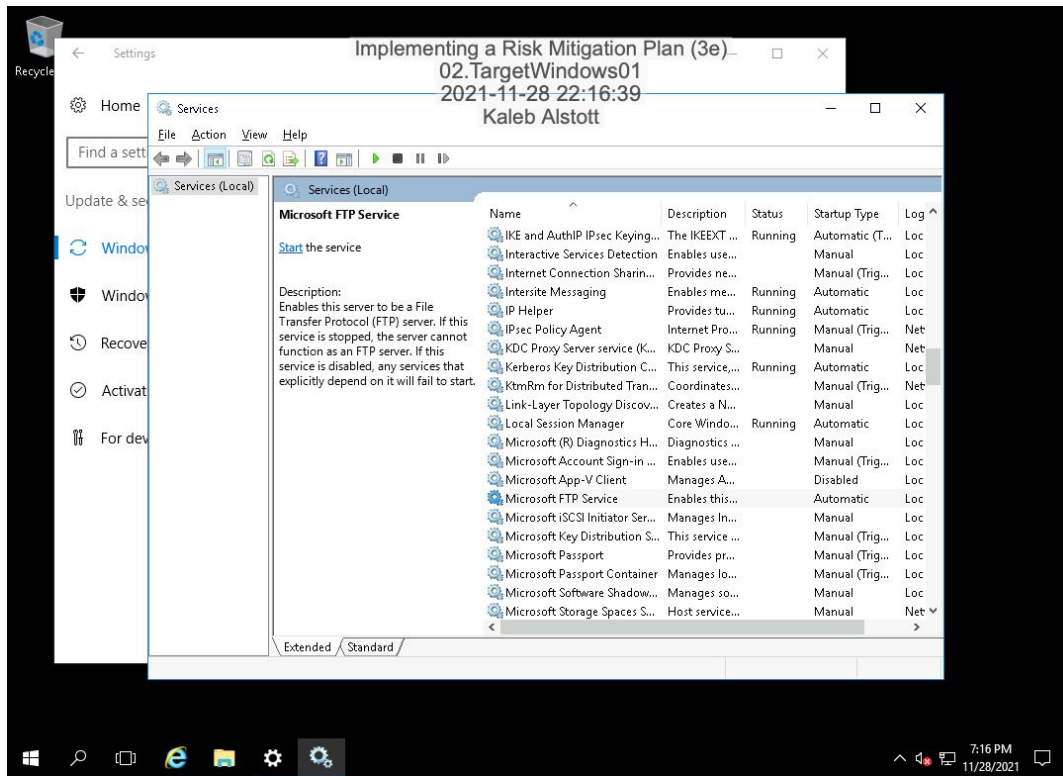 Recycle
Settings
Implementing a Risk Mitigation Plan (3e)
02.TargetWindows01
2021-11-28 22:16:39
Kaleb Alstott
Home
Find a sett
Update & se
Window
Window
Recove
Activat
For dev
Services
File Action View Help
Services (Local)
Services (Local)
Microsoft FTP Service
Start the service
Description:
Enables this server to be a File
Transfer Protocol (FTP) server. If this
service is stopped, the server cannot
function as an FTP server. If this
service is disabled, any services that
explicitly depend on it will fail to start.
Name Description Status Startup Type Log
IKE and AuthIP IPsec Keying... The IKEEXT ... Running Automatic (T... Loc
Interactive Services Detection Enables use... Manual Loc
Internet Connection Sharin... Provides ne... Manual (Trig... Loc
Intersite Messaging Enables me... Running Automatic Loc
IP Helper Provides tu... Running Automatic Loc
IPsec Policy Agent Internet Pro... Running Manual (Trig... Net
KDC Proxy Server service (K... KDC Proxy S... Manual Net
Kerberos Key Distribution C... This service,... Running Automatic Loc
KtmRm for Distributed Tran... Coordinates... Manual (Trig... Net
Link-Layer Topology Discov... Creates a N... Manual Loc
Local Session Manager Core Windo... Running Automatic Loc
Microsoft (R) Diagnostics H... Diagnostics ... Manual Loc
Microsoft Account Sign-in ... Enables use... Manual (Trig... Loc
Microsoft App-V Client Manages A... Disabled Loc
Microsoft FTP Service Enables this... Automatic Loc
Microsoft iSCSI Initiator Ser... Manages In... Manual Loc
Microsoft Key Distribution S... This service ... Manual (Trig... Loc
Microsoft Passport Provides pr... Manual (Trig... Loc
Microsoft Passport Container Manages lo... Manual (Trig... Loc
Microsoft Software Shadow... Manages so... Manual Loc
Microsoft Storage Spaces S... Host service... Manual Net
Extended Standard
7:16 PM
11/28/2021